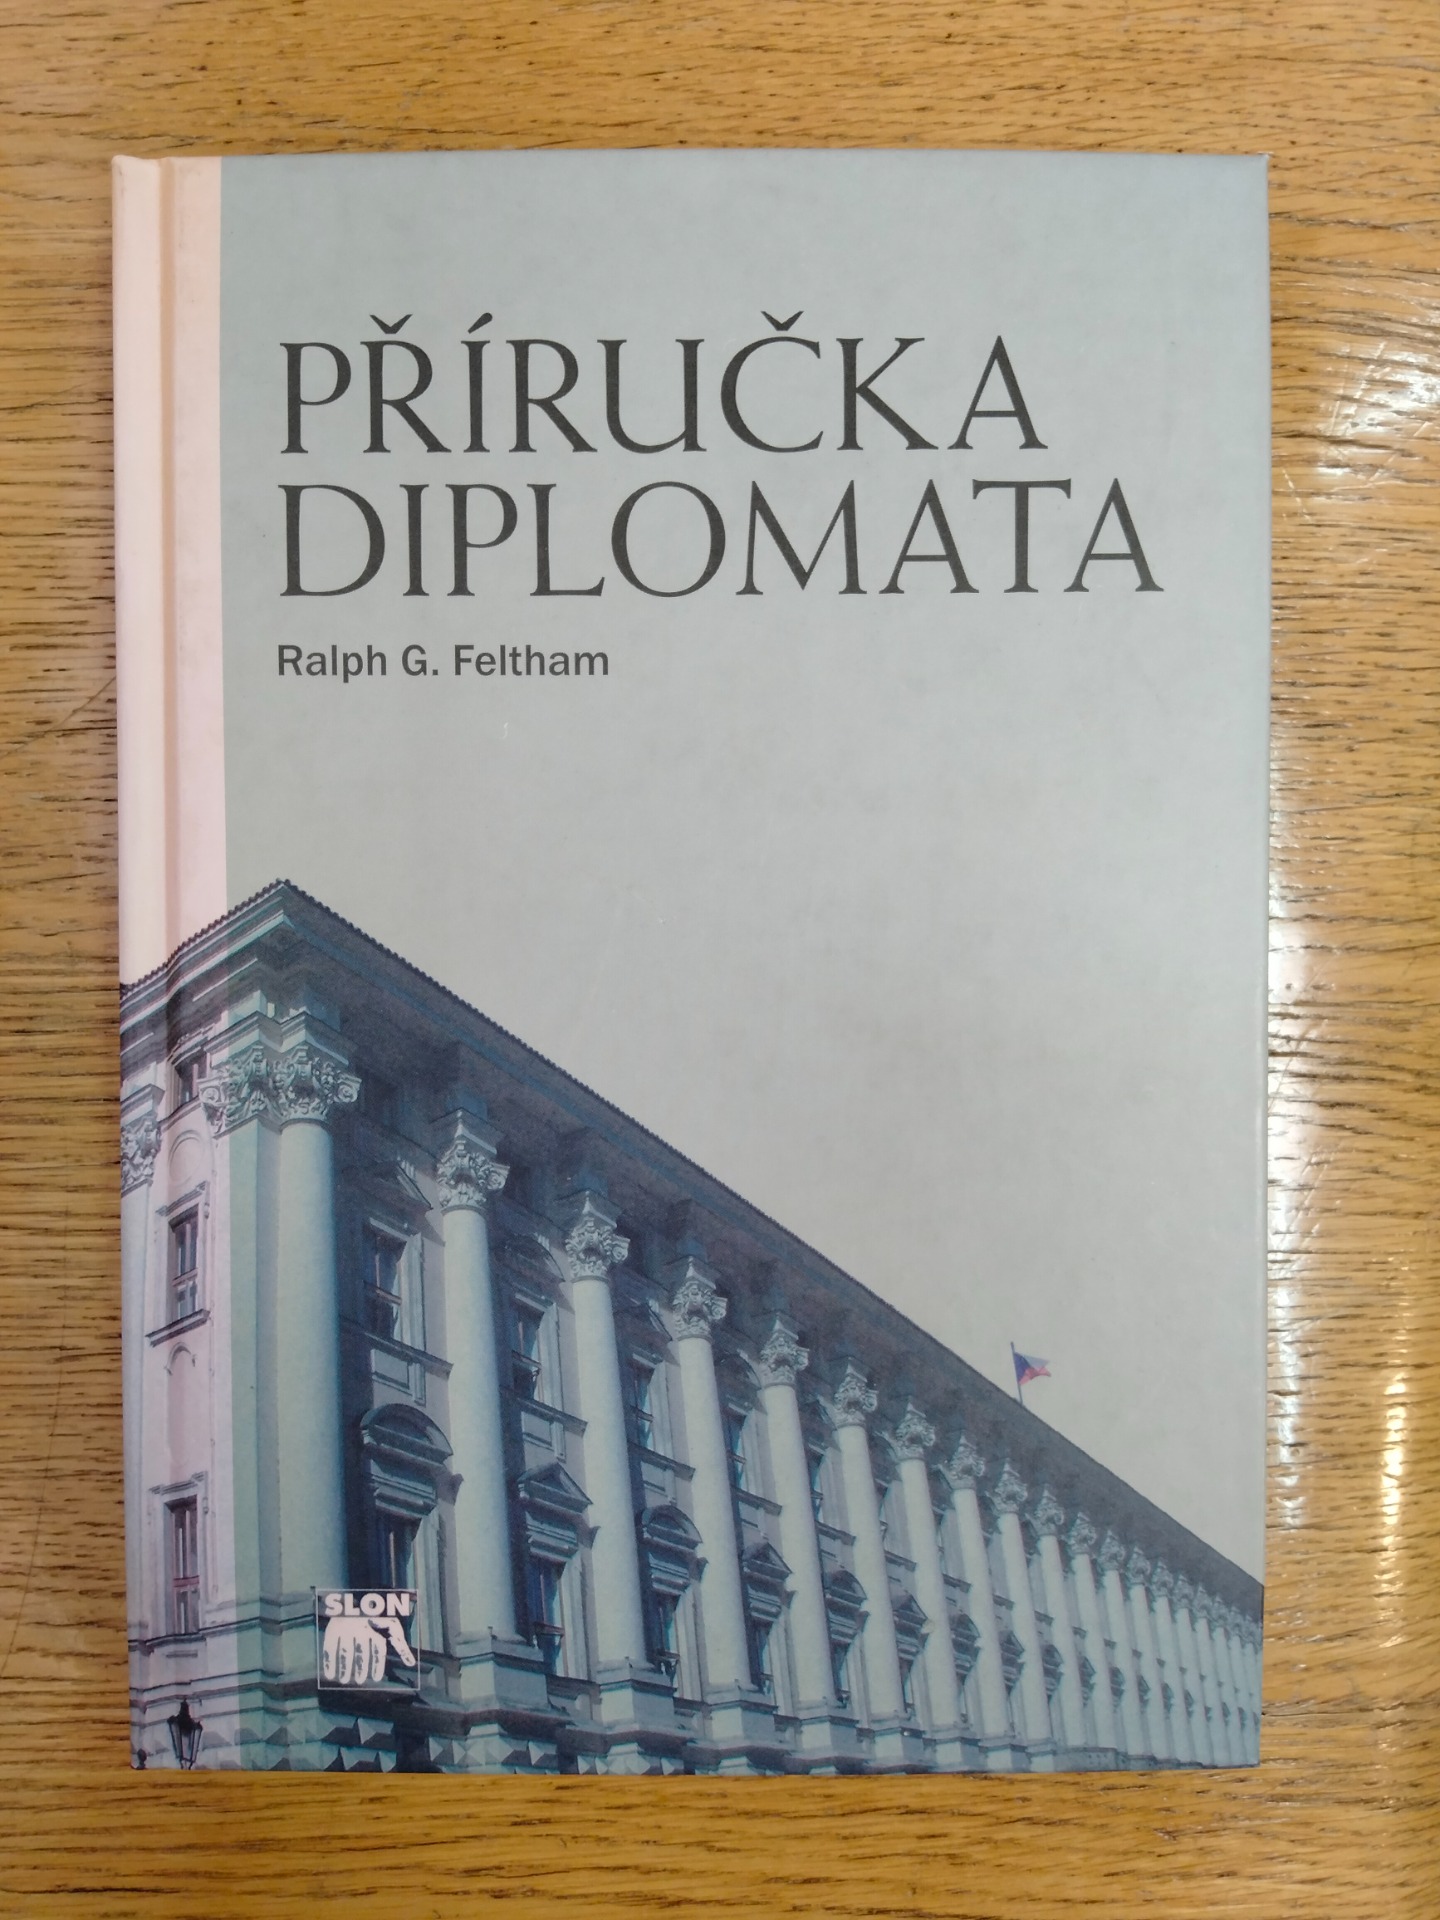 PŘÍRUČKA
DIPLOMATA
Ralph G. Feltham
SLON